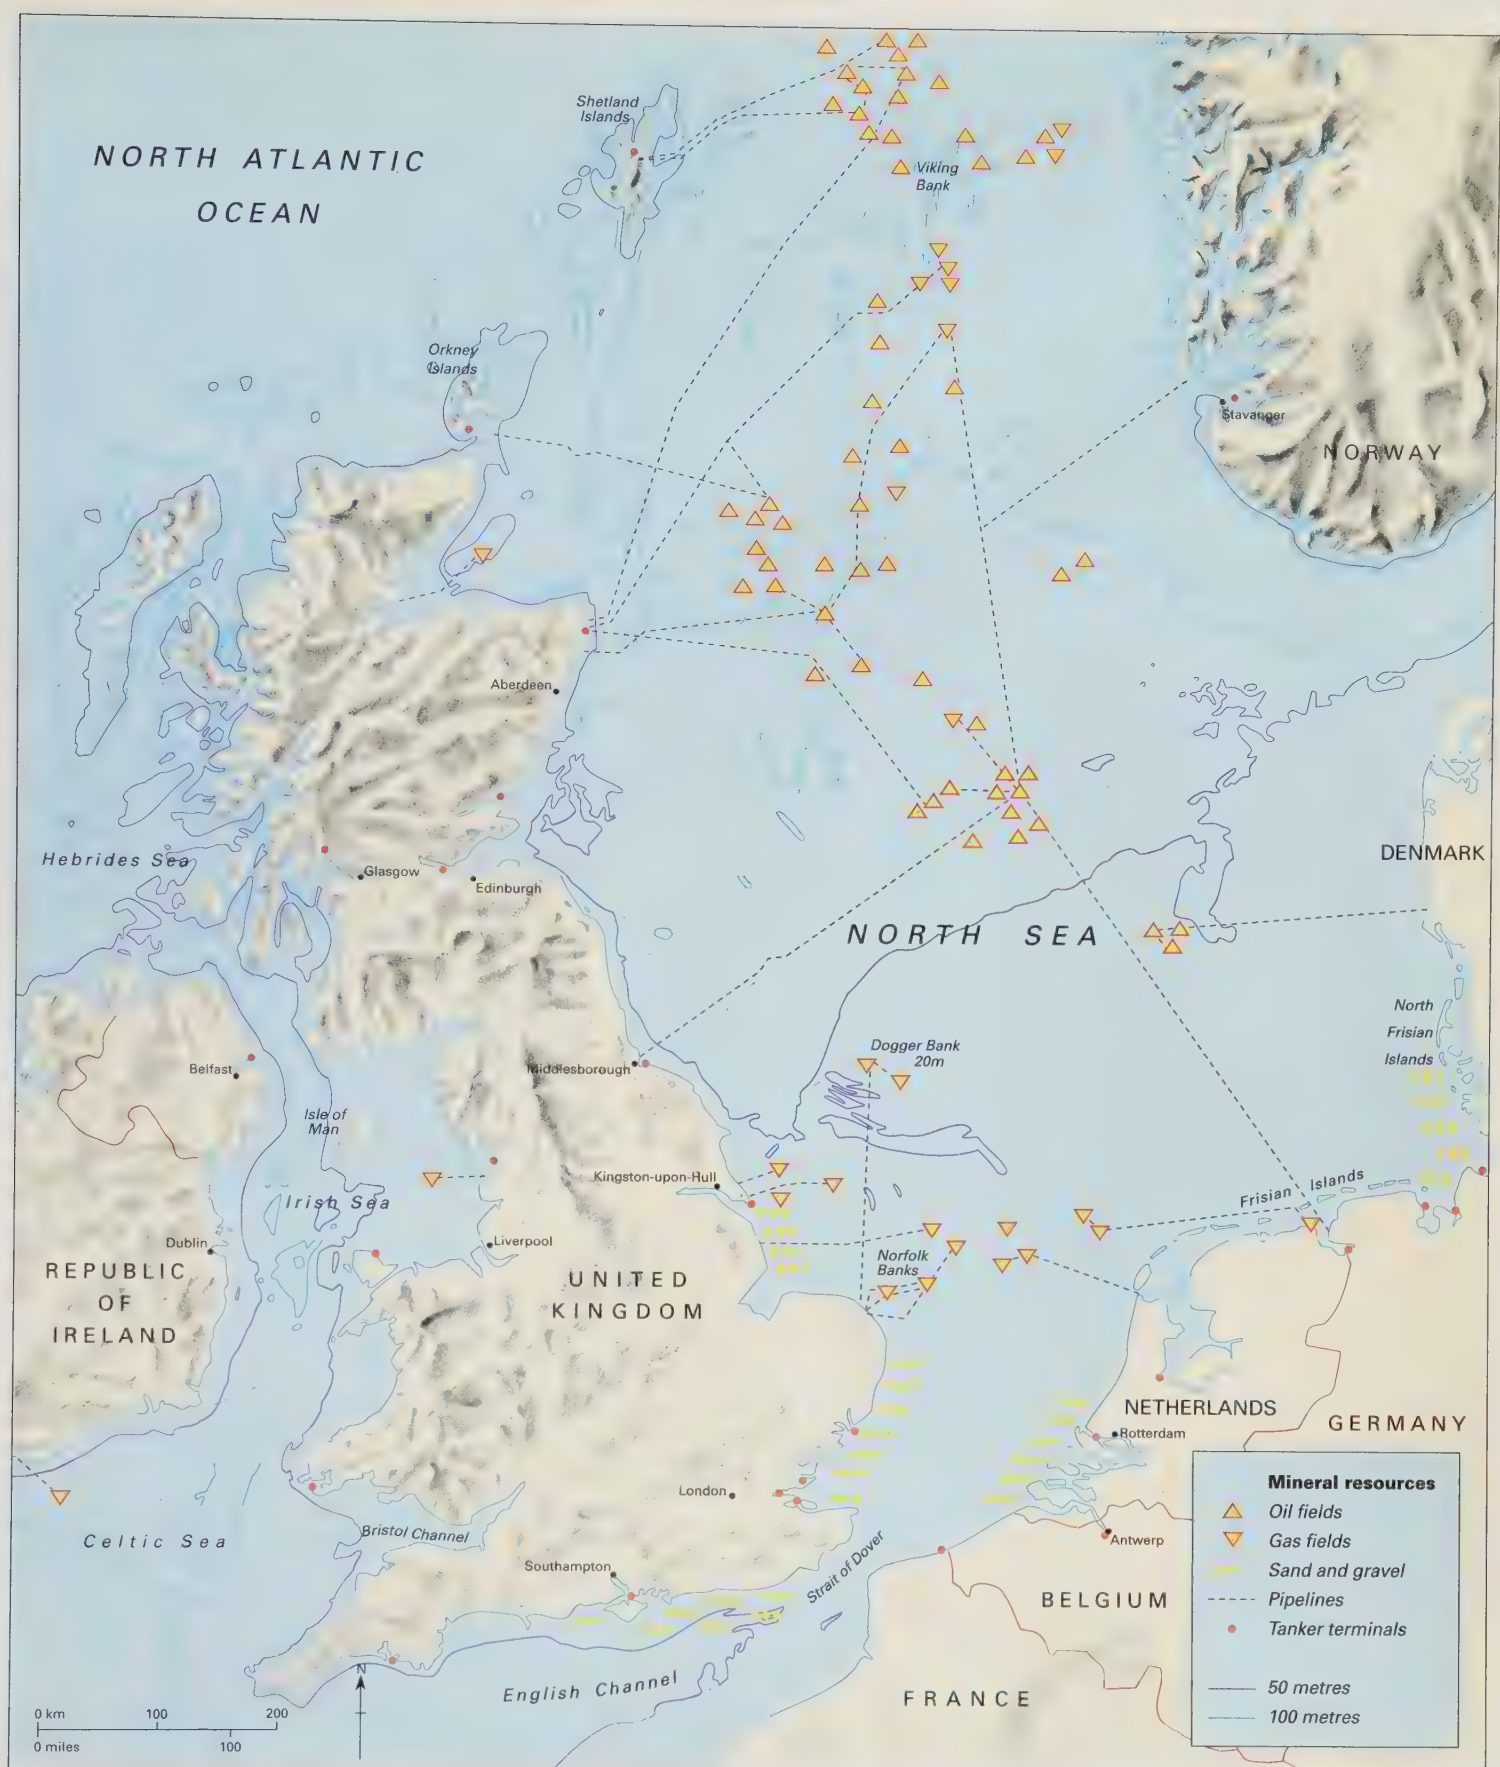 Shetland
Islands
NORTH ATLANTIC
OCEAN
Viking
Bank
Orkney
Islands
Stavanger
NORWAY
Aberdeen
Hebrides Sea
Glasgow
Edinburgh
DENMARK
NORTH SEA
North
Frisian
Islands
Dogger Bank
20m
Middlesborough
Belfast
Isle of
Man
Kingston-upon-Hull
Irish Sea
Frisian Islands
Dublin
Liverpool
Norfolk
Banks
REPUBLIC
OF
IRELAND
UNITED
KINGDOM
NETHERLANDS
Rotterdam
GERMANY
London
Celtic Sea
Bristol Channel
Southampton
Strait of Dover
Antwerp
BELGIUM
English Channel
FRANCE
Mineral resources
Oil fields
Gas fields
Sand and gravel
Pipelines
Tanker terminals
50 metres
100 metres
N
0 km 100 200
0 miles 100